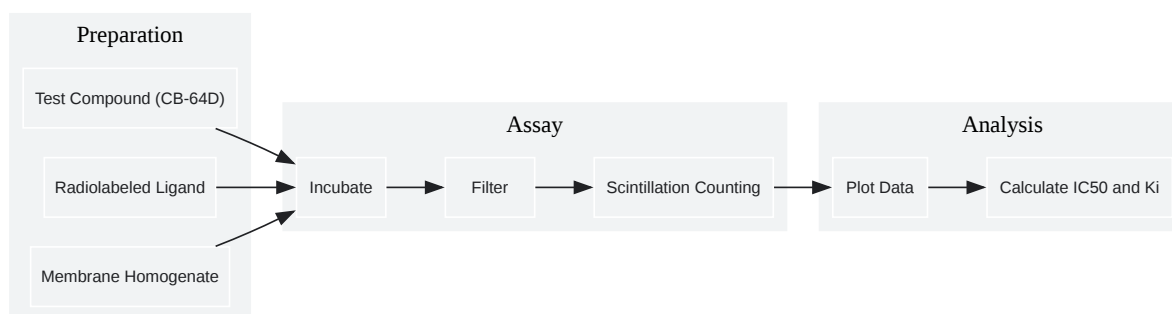 Preparation
Test Compound (CB-64D)
Radiolabeled Ligand
Membrane Homogenate
Assay
Incubate
Filter
Scintillation Counting
Analysis
Plot Data
Calculate IC50 and Ki